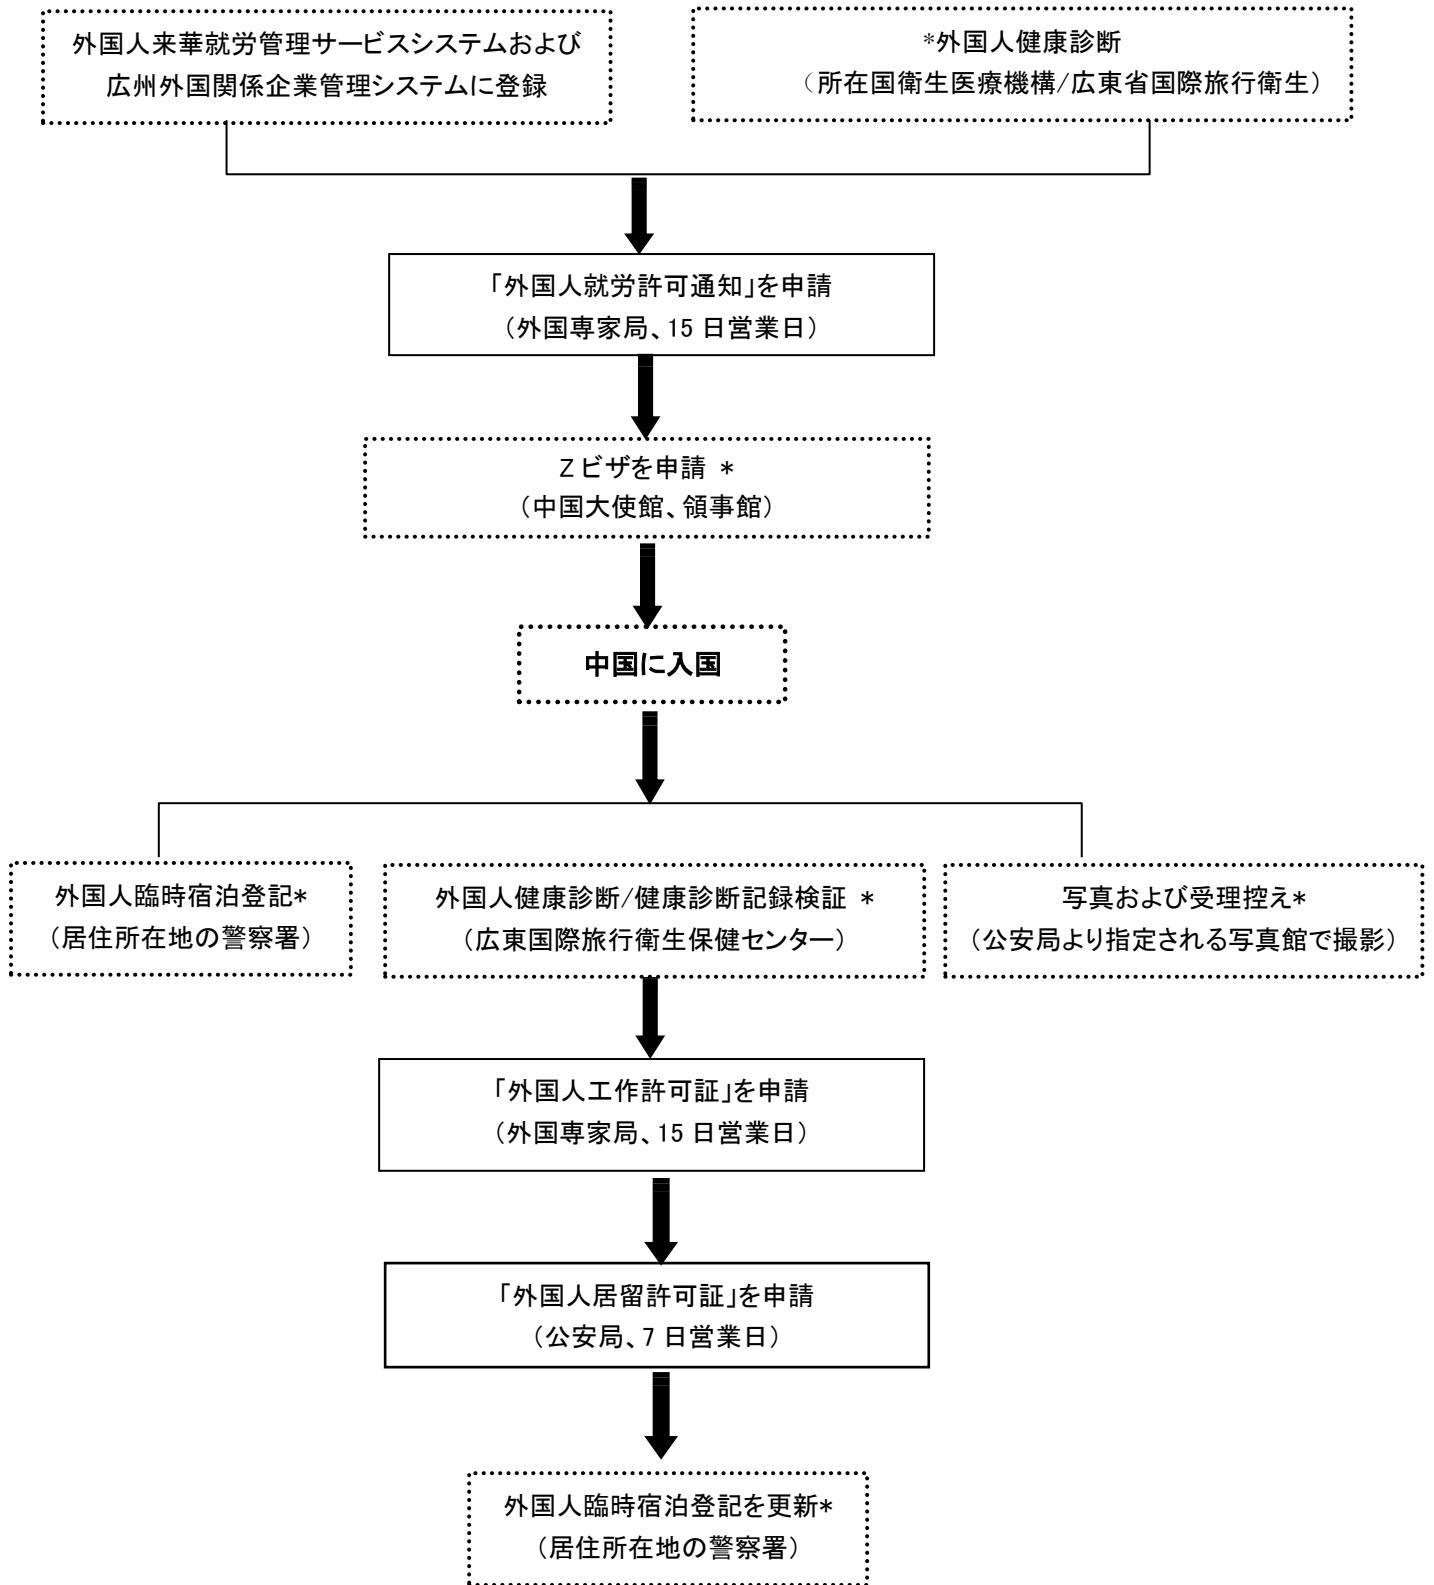 外国人来華就労管理サービスシステムおよび
広州外国関係企業管理システムに登録
*外国人健康診断
（所在国衛生医療機構/広東省国際旅行衛生）
「外国人就労許可通知」を申請
（外国専家局、15 日営業日）
Z ビザを申請 *
（中国大使館、領事館）
中国に入国
外国人臨時宿泊登記*
（居住所在地の警察署）
外国人健康診断/健康診断記録検証 *
（広東国際旅行衛生保健センター）
写真および受理控え*
（公安局より指定される写真館で撮影）
「外国人工作許可証」を申請
（外国専家局、15 日営業日）
「外国人居留許可証」を申請
（公安局、7 日営業日）
外国人臨時宿泊登記を更新*
（居住所在地の警察署）